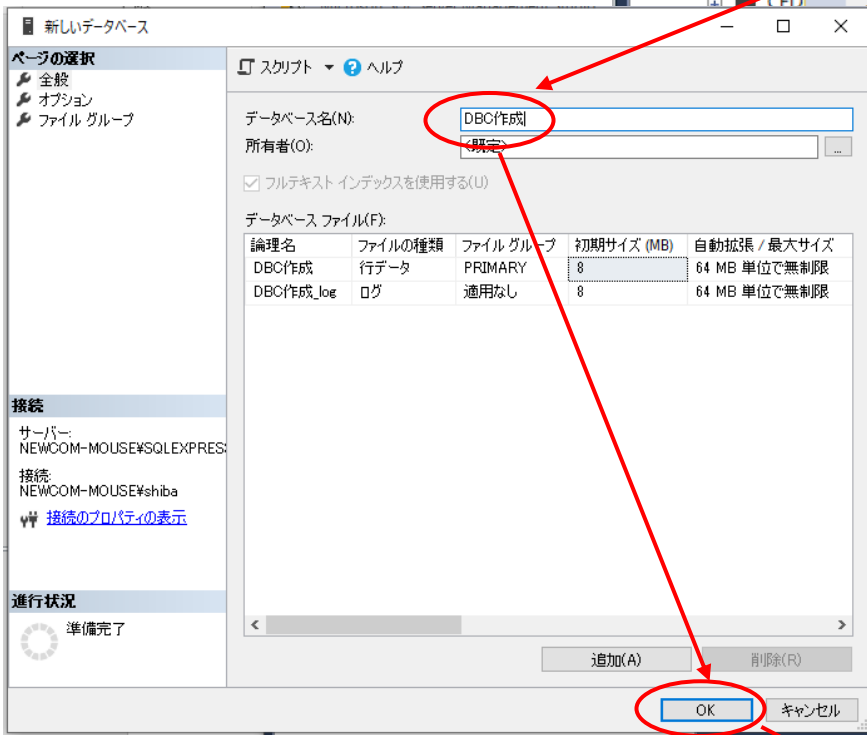 新しいデータベース
ページの選択
全般
オプション
ファイル グループ
スクリプト ヘルプ
データベース名(N): DBC作成
所有者(O): <既定> ...
フルテキスト インデックスを使用する(U)
データベース ファイル(F):
論理名 ファイルの種類 ファイル グループ 初期サイズ (MB) 自動拡張 / 最大サイズ
DBC作成 行データ PRIMARY 8 64 MB 単位で無制限
DBC作成_log ログ 適用なし 8 64 MB 単位で無制限
接続
サーバー:
NEWCOM-MOUSE¥SQLEXPRES
接続:
NEWCOM-MOUSE¥shiba
接続のプロパティの表示
進行状況
準備完了
追加(A) 削除(R)
OK キャンセル